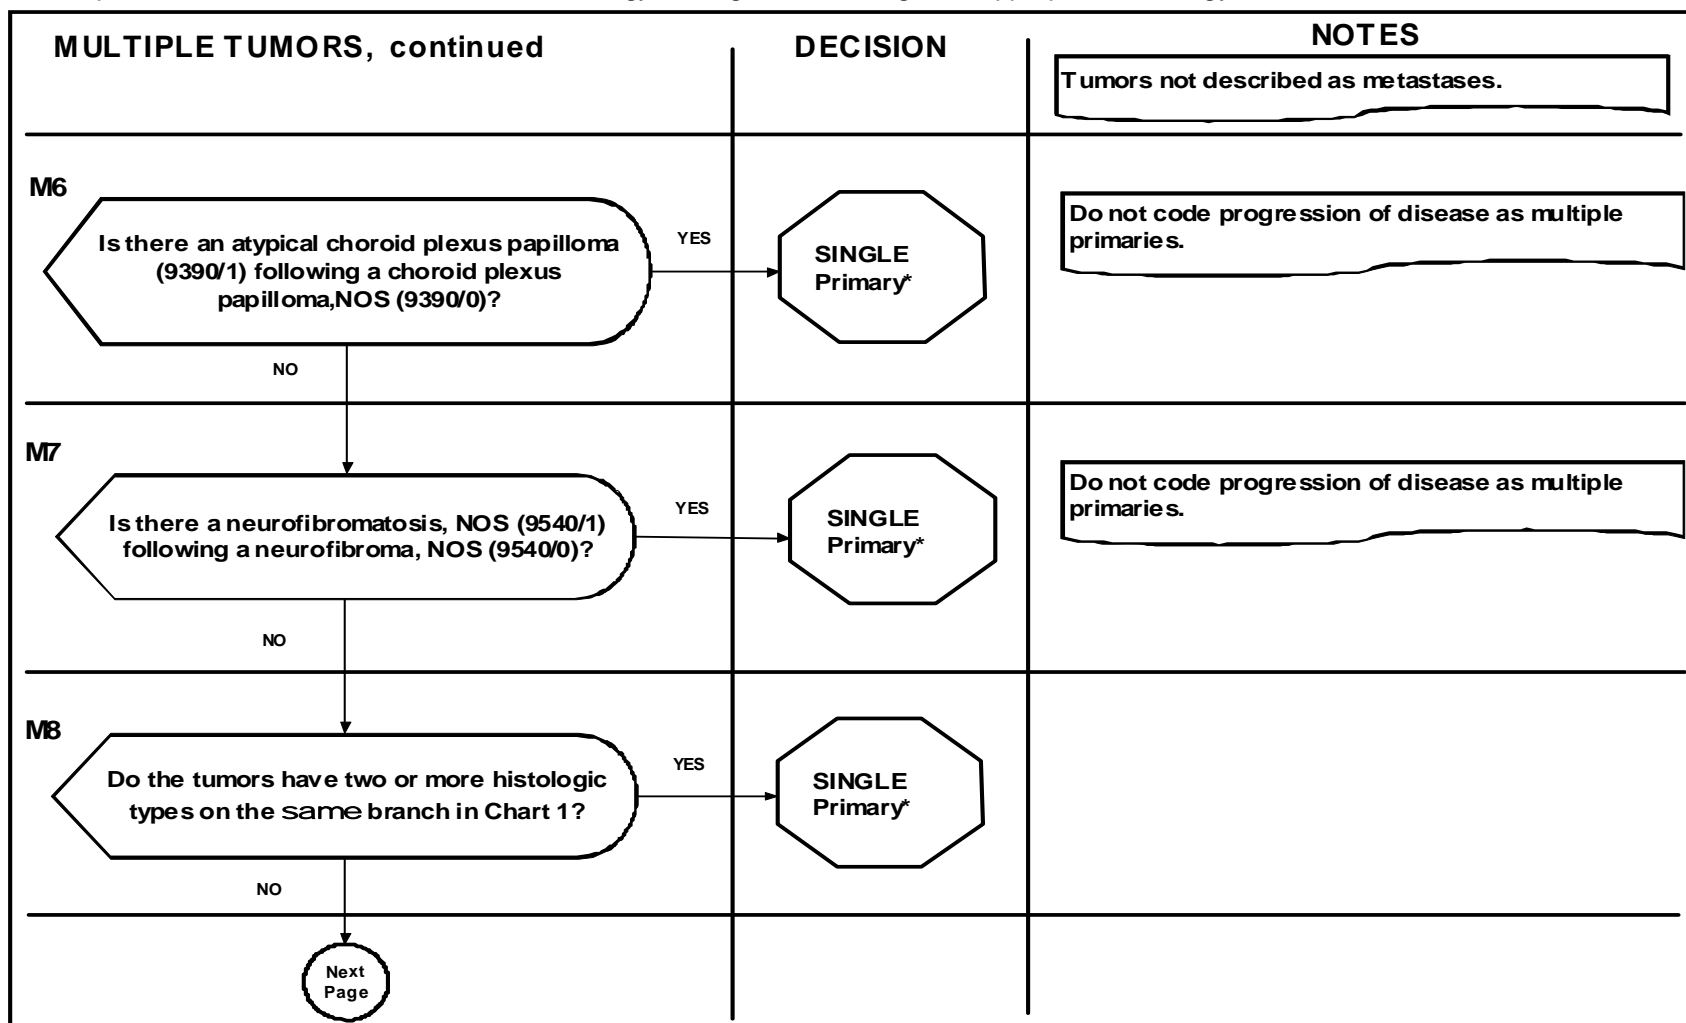 MULTIPLE TUMORS, continued
DECISION
NOTES
Tumors not described as metastases.
M6
Is there an atypical choroid plexus papilloma
(9390/1) following a choroid plexus
papilloma,NOS (9390/0)?
YES
SINGLE
Primary*
Do not code progression of disease as multiple
primaries.
NO
M7
Is there a neurofibromatosis, NOS (9540/1)
following a neurofibroma, NOS (9540/0)?
YES
SINGLE
Primary*
Do not code progression of disease as multiple
primaries.
NO
M8
Do the tumors have two or more histologic
types on the same branch in Chart 1?
YES
SINGLE
Primary*
NO
Next
Page